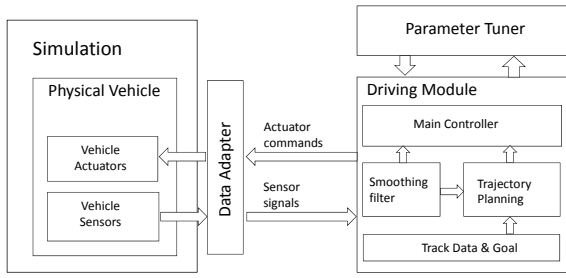 Simulation
Physical Vehicle
Vehicle
Actuators
Vehicle
Sensors
Data Adapter
Actuator
commands
Sensor
signals
Parameter Tuner
Driving Module
Main Controller
Smoothing
filter
Trajectory
Planning
Track Data & Goal